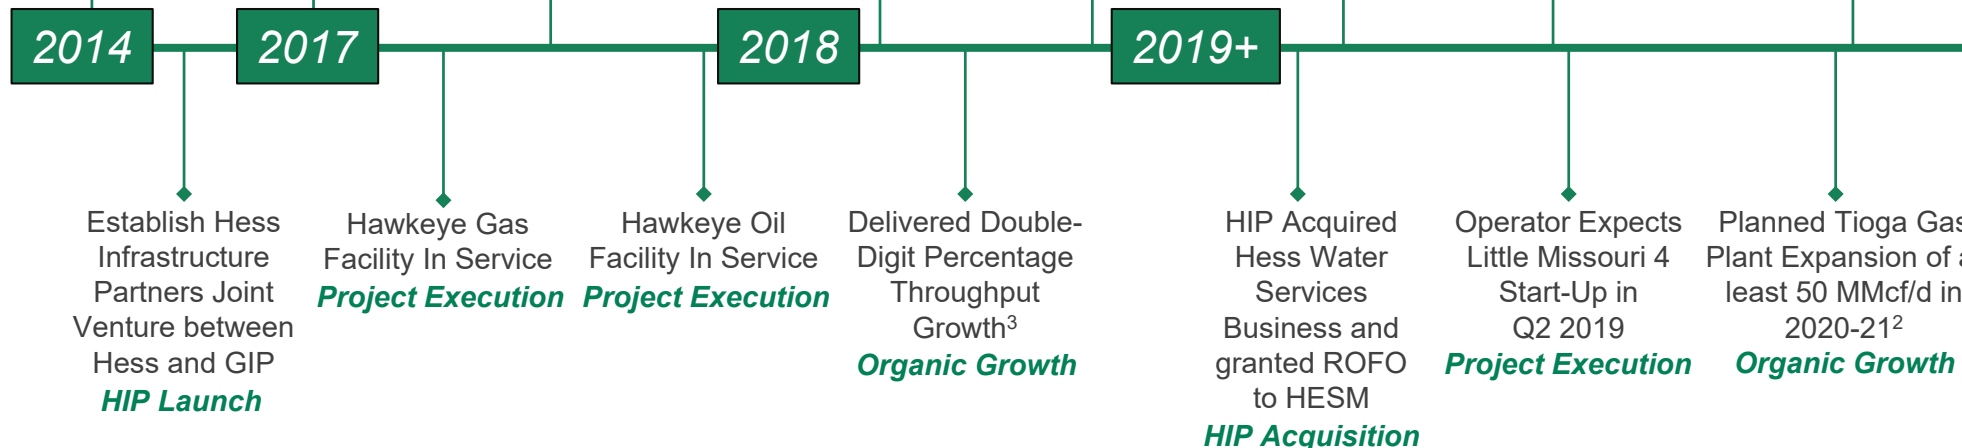 2014
2017
2018
2019+
Establish Hess
Infrastructure
Partners Joint
Venture between
Hess and GIP
HIP Launch
Hawkeye Gas
Facility In Service
Project Execution
Hawkeye Oil
Facility In Service
Project Execution
Delivered Double-
Digit Percentage
Throughput
Growth³
Organic Growth
HIP Acquired
Hess Water
Services
Business and
granted ROFO
to HESM
HIP Acquisition
Operator Expects
Little Missouri 4
Start-Up in
Q2 2019
Project Execution
Planned Tioga Gas
Plant Expansion of
least 50 MMcf/d in
2020-21²
Organic Growth